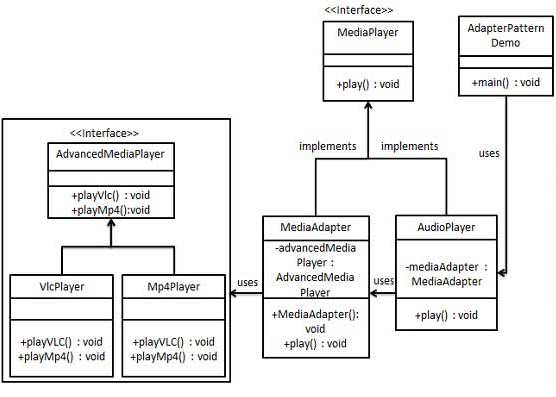 <<Interface>>
MediaPlayer
+play() : void
AdapterPattern
Demo
+main() : void
implements
implements
uses
<<Interface>>
AdvancedMediaPlayer
+playVlc() : void
+playMp4():void
VlcPlayer
+playVLC() : void
+playMp4() : void
Mp4Player
+playVLC() : void
+playMp4() : void
uses
MediaAdapter
-advancedMedia
Player :
AdvancedMedia
Player
+MediaAdapter():
void
+play() : void
uses
AudioPlayer
-mediaAdapter :
MediaAdapter
+play() : void